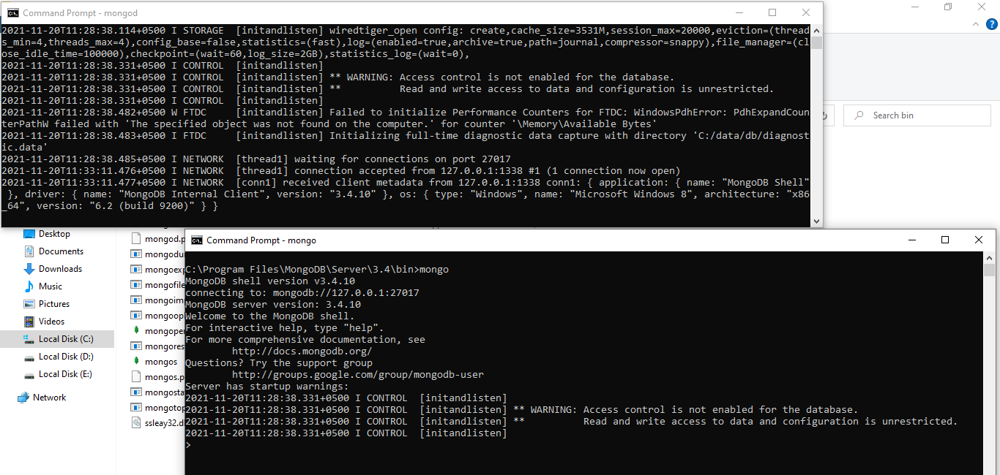 Command Prompt - mongod
2021-11-20T11:28:38.114+0500 I STORAGE  [initandlisten] wiredtiger_open config: create,cache_size=3531M,session_max=20000,eviction=(thread
s_min=4,threads_max=4),config_base=false,statistics=(fast),log=(enabled=true,archive=true,path=journal,compressor=snappy),file_manager=(cl
ose_idle_time=100000),checkpoint=(wait=60,log_size=2GB),statistics_log=(wait=0),
2021-11-20T11:28:38.331+0500 I CONTROL  [initandlisten]
2021-11-20T11:28:38.331+0500 I CONTROL  [initandlisten] ** WARNING: Access control is not enabled for the database.
2021-11-20T11:28:38.331+0500 I CONTROL  [initandlisten] **          Read and write access to data and configuration is unrestricted.
2021-11-20T11:28:38.331+0500 I CONTROL  [initandlisten]
2021-11-20T11:28:38.482+0500 W FTDC     [initandlisten] Failed to initialize Performance Counters for FTDC: WindowsPdhError: PdhExpandCoun
terPathW failed with 'The specified object was not found on the computer.' for counter '\Memory\Available Bytes'
2021-11-20T11:28:38.483+0500 I FTDC     [initandlisten] Initializing full-time diagnostic data capture with directory 'C:/data/db/diagnost
ic.data'
2021-11-20T11:28:38.485+0500 I NETWORK  [thread1] waiting for connections on port 27017
2021-11-20T11:33:11.476+0500 I NETWORK  [thread1] connection accepted from 127.0.0.1:1338 #1 (1 connection now open)
2021-11-20T11:33:11.477+0500 I NETWORK  [conn1] received client metadata from 127.0.0.1:1338 conn1: { application: { name: "MongoDB Shell"
 }, driver: { name: "MongoDB Internal Client", version: "3.4.10" }, os: { type: "Windows", name: "Microsoft Windows 8", architecture: "x86
_64", version: "6.2 (build 9200)" } }
Search bin
Desktop
Documents
Downloads
Music
Pictures
Videos
Local Disk (C:)
Local Disk (D:)
Local Disk (E:)
Network
mongod.p
mongodu
mongoexp
mongofile
mongoim
mongoop
mongope
mongores
mongos
mongos.p
mongosta
mongotop
ssleay32.d
Command Prompt - mongo
C:\Program Files\MongoDB\Server\3.4\bin>mongo
MongoDB shell version v3.4.10
connecting to: mongodb://127.0.0.1:27017
MongoDB server version: 3.4.10
Welcome to the MongoDB shell.
For interactive help, type "help".
For more comprehensive documentation, see
        http://docs.mongodb.org/
Questions? Try the support group
        http://groups.google.com/group/mongodb-user
Server has startup warnings:
2021-11-20T11:28:38.331+0500 I CONTROL  [initandlisten]
2021-11-20T11:28:38.331+0500 I CONTROL  [initandlisten] ** WARNING: Access control is not enabled for the database.
2021-11-20T11:28:38.331+0500 I CONTROL  [initandlisten] **          Read and write access to data and configuration is unrestricted.
2021-11-20T11:28:38.331+0500 I CONTROL  [initandlisten]
>